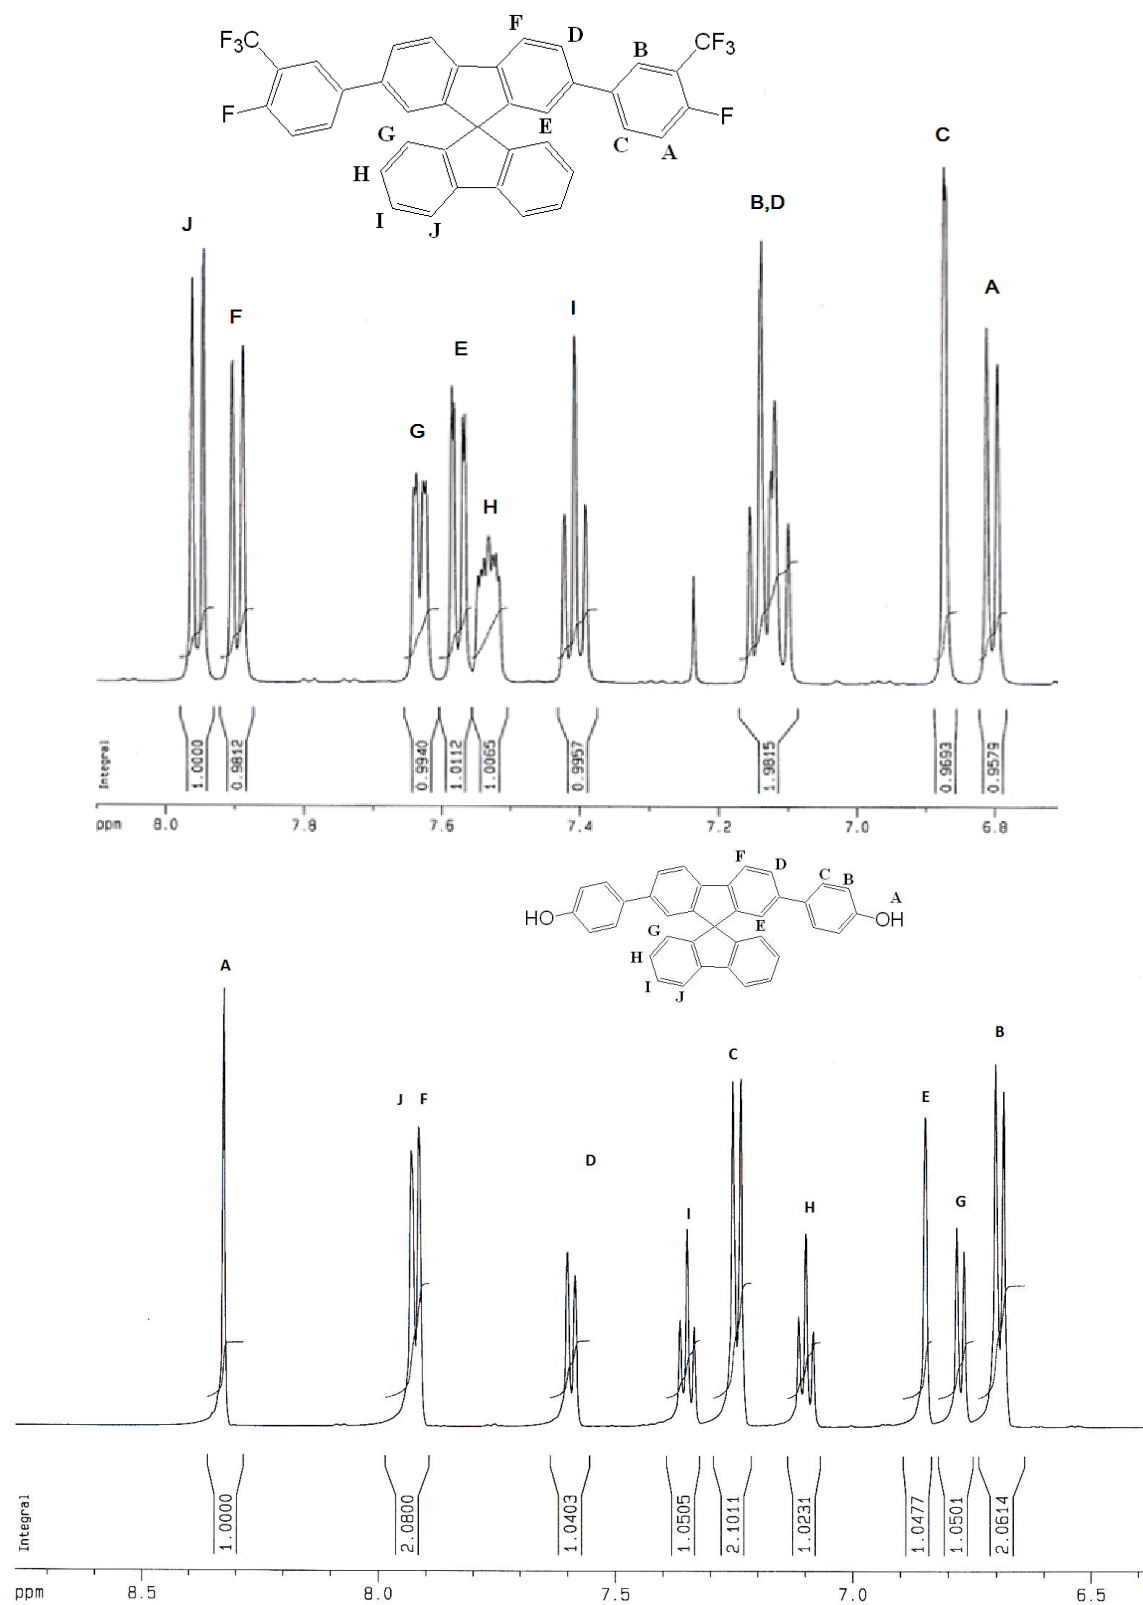 F
D
B
CF3
F3C
F
F
G
E
C
A
H
I
J
C
B,D
J
A
F
I
E
G
H
Integral
1.0000
0.9812
0.9940
1.0112
1.0065
0.9957
1.9815
0.9693
0.9579
ppm 8.0 7.8 7.6 7.4 7.2 7.0 6.8
F
D
C
B
A
HO
OH
G
E
H
I
J
A
B
C
J F
E
D
G
H
I
Integral
1.0000
2.0800
1.0403
1.0505
2.1011
1.0231
1.0477
1.0501
2.0614
ppm 8.5 8.0 7.5 7.0 6.5